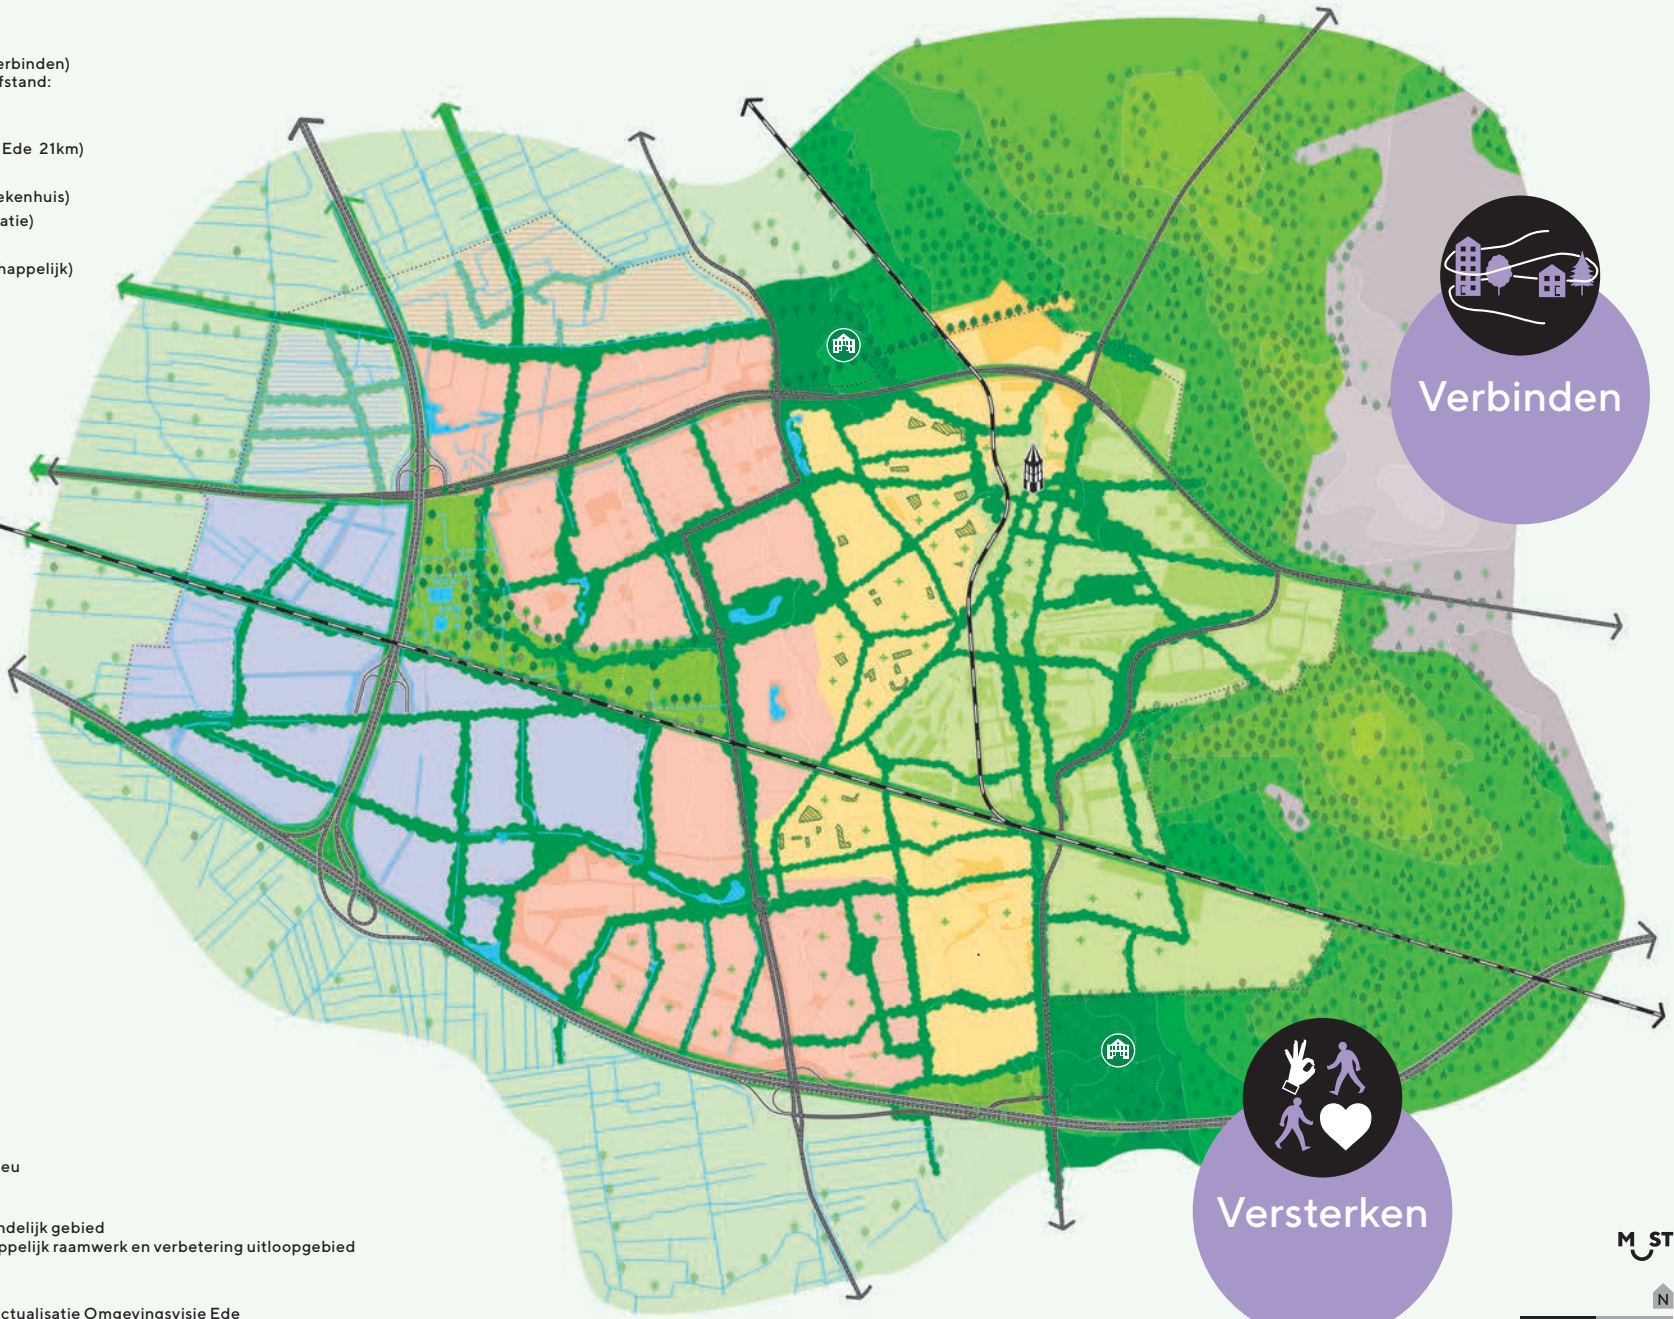 erbinden)
fstand:
Ede 21km)
ekenhuis)
atie)
happelijk)
Verbinden
eu
ndelijk gebied
ppelijk raamwerk en verbetering uitloopgebied
Versterken
MUST
N
ctualisatie Omgevingsvisie Ede